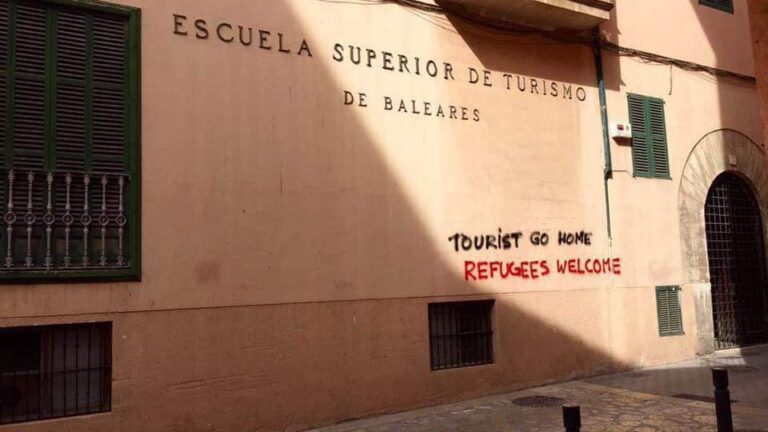 ESCUELA SUPERIOR DE TURISMO
DE BALEARES
TOURIST GO HOME
REFUGEES WELCOME